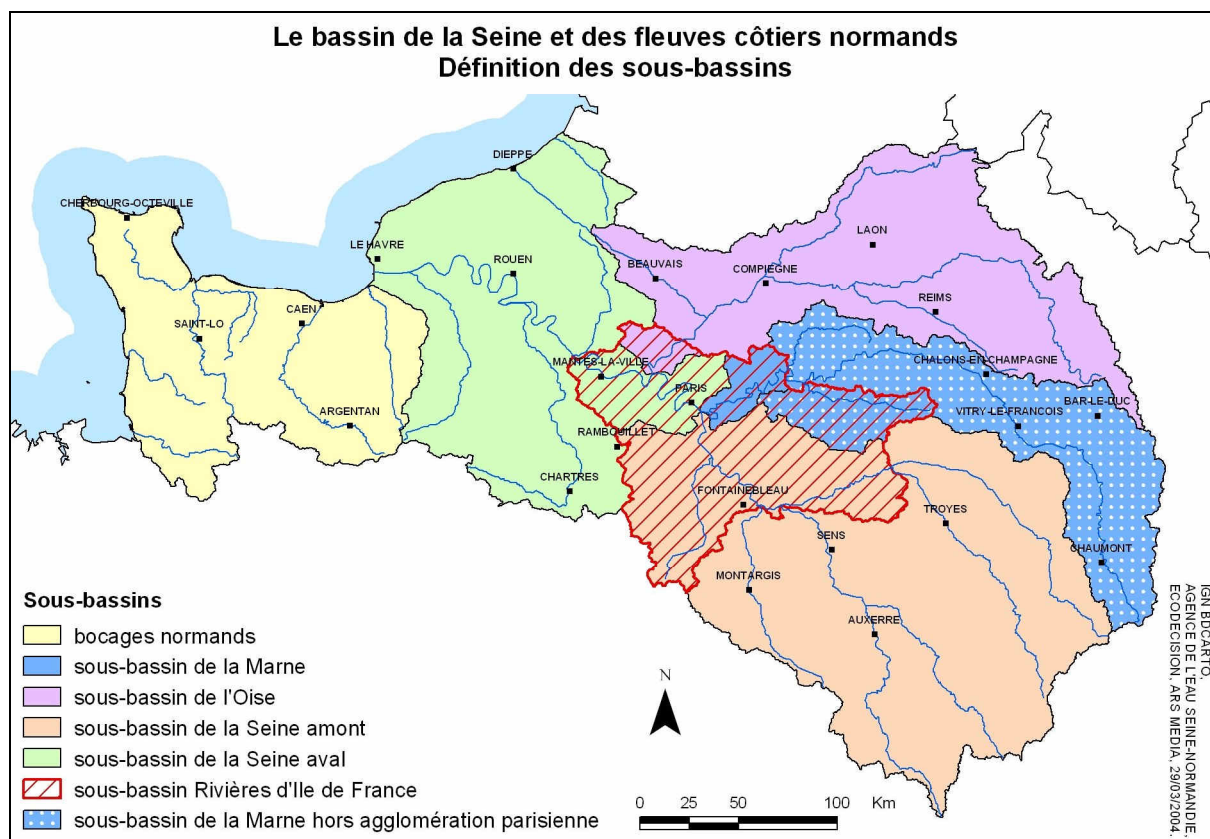 Le bassin de la Seine et des fleuves côtiers normands
Définition des sous-bassins
DIEPPE
CHERBOURG-OCTEVILLE
LAON
LE HAVRE
ROUEN
BEAUVAIS
COMPIEGNE
REIMS
CAEN
SAINT-LO
MANTES-LA-VILLE
CHALONS-EN-CHAMPAGNE
PARIS
VITRY-LE-FRANCOIS
BAR-LE-DUC
ARGENTAN
RAMBOUILLET
CHARTRES
FONTAINEBLEAU
TROYES
SENS
CHAUMONT
MONTARGIS
AUXERRE
Sous-bassins
bocages normands
sous-bassin de la Marne
sous-bassin de l'Oise
sous-bassin de la Seine amont
sous-bassin de la Seine aval
sous-bassin Rivières d'Ile de France
sous-bassin de la Marne hors agglomération parisienne
N
0 25 50 100 Km
IGN BDCARTO,
AGENCE DE L'EAU SEINE-NORMANDIE,
ECODECISION, ARS MEDIA, 29/03/2004.